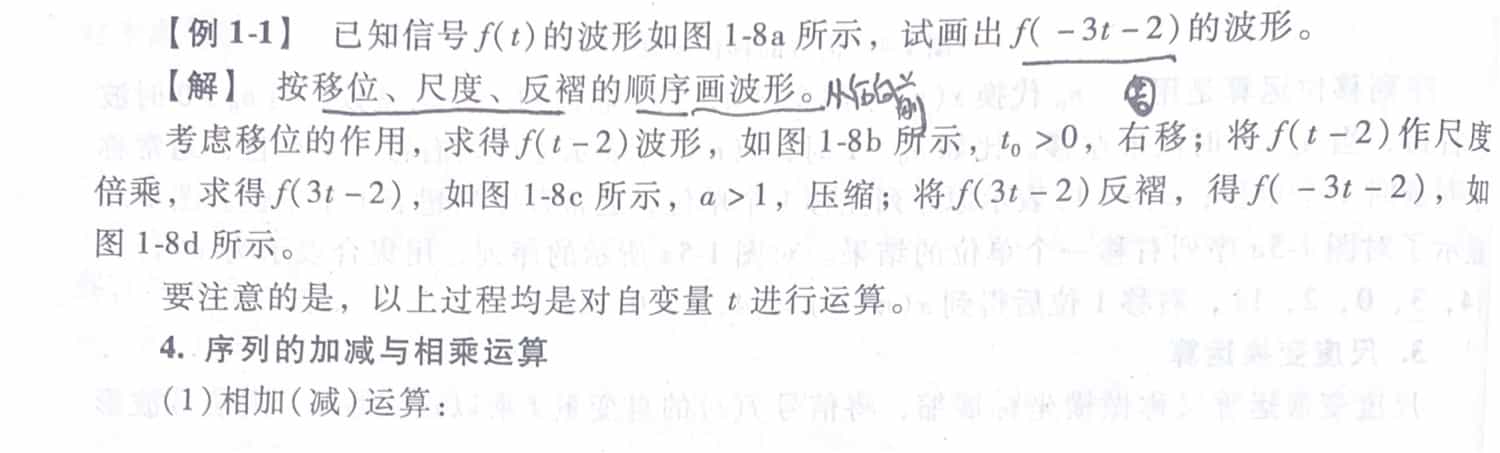 【例 1-1】 已知信号 f(t)的波形如图 1-8a 所示，试画出 f( -3t -2)的波形。
【解】 按移位、尺度、反褶的顺序画波形。从后的前
考虑移位的作用，求得 f( t -2)波形，如图 1-8b 所示，t₀ >0，右移；将 f( t -2)作尺度
倍乘，求得 f(3t -2)，如图 1-8c 所示，a >1，压缩；将 f(3t -2)反褶，得 f( -3t -2)，如
图 1-8d 所示。
要注意的是，以上过程均是对自变量 t 进行运算。
4. 序列的加减与相乘运算
(1)相加(减)运算：